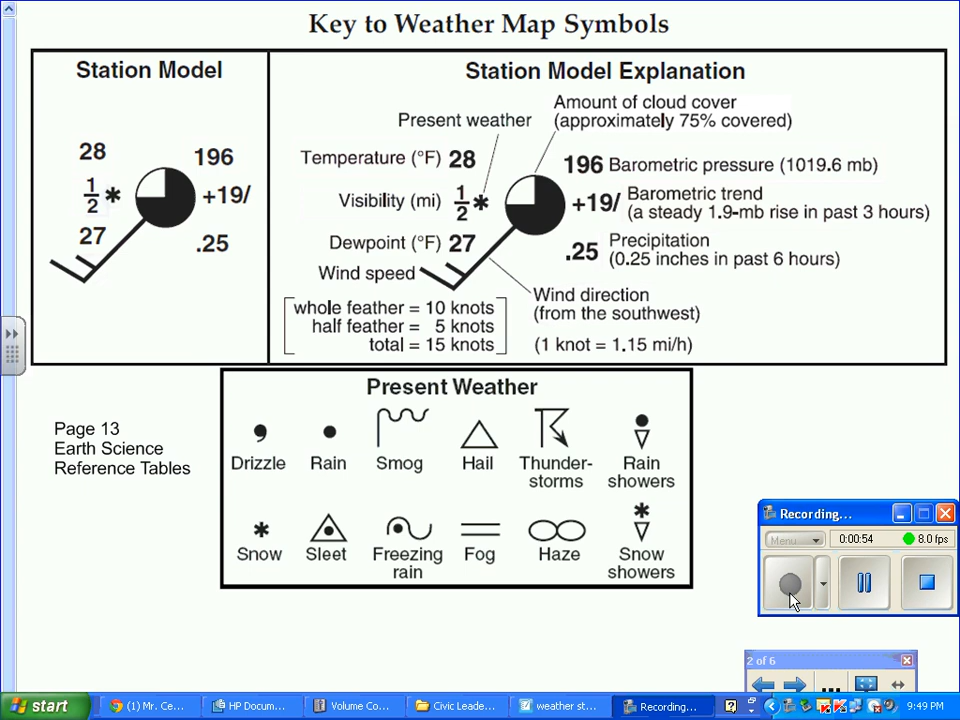 Key to Weather Map Symbols
Station Model
28
196
1/2
+19/
27
.25
Station Model Explanation
Amount of cloud cover
(approximately 75% covered)
Present weather
Temperature (°F) 28
196 Barometric pressure (1019.6 mb)
Visibility (mi) 1/2
+19/ Barometric trend
(a steady 1.9-mb rise in past 3 hours)
Dewpoint (°F) 27
.25 Precipitation
(0.25 inches in past 6 hours)
Wind speed
whole feather = 10 knots
half feather = 5 knots
total = 15 knots
Wind direction
(from the southwest)
(1 knot = 1.15 mi/h)
Present Weather
Drizzle
Rain
Smog
Hail
Thunder-
storms
Rain
showers
Snow
Sleet
Freezing
rain
Fog
Haze
Snow
showers
Page 13
Earth Science
Reference Tables
Recording...
Menu
0:00:54
8.0 fps
2 of 6
start
(1) Mr. Ce...
HP Docum...
Volume Co...
Civic Leade...
weather st...
Recording...
9:49 PM